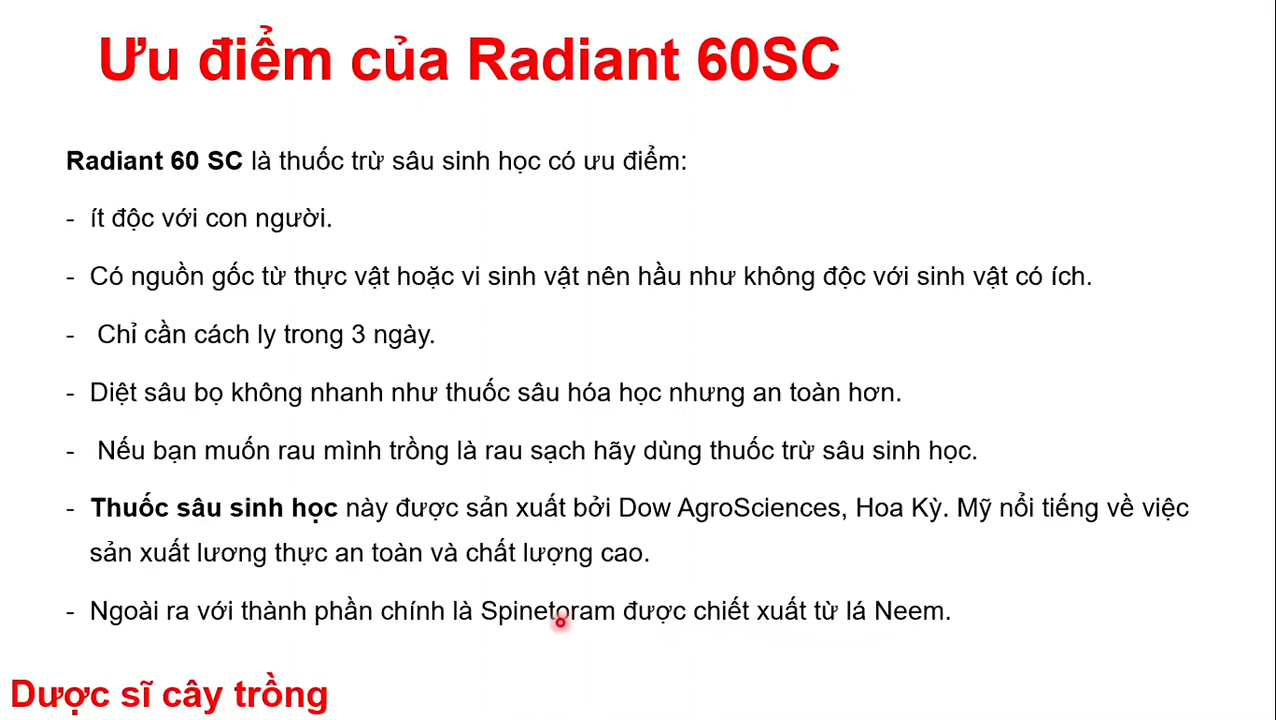 Ưu điểm của Radiant 60SC
Radiant 60 SC là thuốc trừ sâu sinh học có ưu điểm:
- ít độc với con người.
- Có nguồn gốc từ thực vật hoặc vi sinh vật nên hầu như không độc với sinh vật có ích.
- Chỉ cần cách ly trong 3 ngày.
- Diệt sâu bọ không nhanh như thuốc sâu hóa học nhưng an toàn hơn.
- Nếu bạn muốn rau mình trồng là rau sạch hãy dùng thuốc trừ sâu sinh học.
- Thuốc sâu sinh học này được sản xuất bởi Dow AgroSciences, Hoa Kỳ. Mỹ nổi tiếng về việc
sản xuất lương thực an toàn và chất lượng cao.
- Ngoài ra với thành phần chính là Spinetoram được chiết xuất từ lá Neem.
Dược sĩ cây trồng